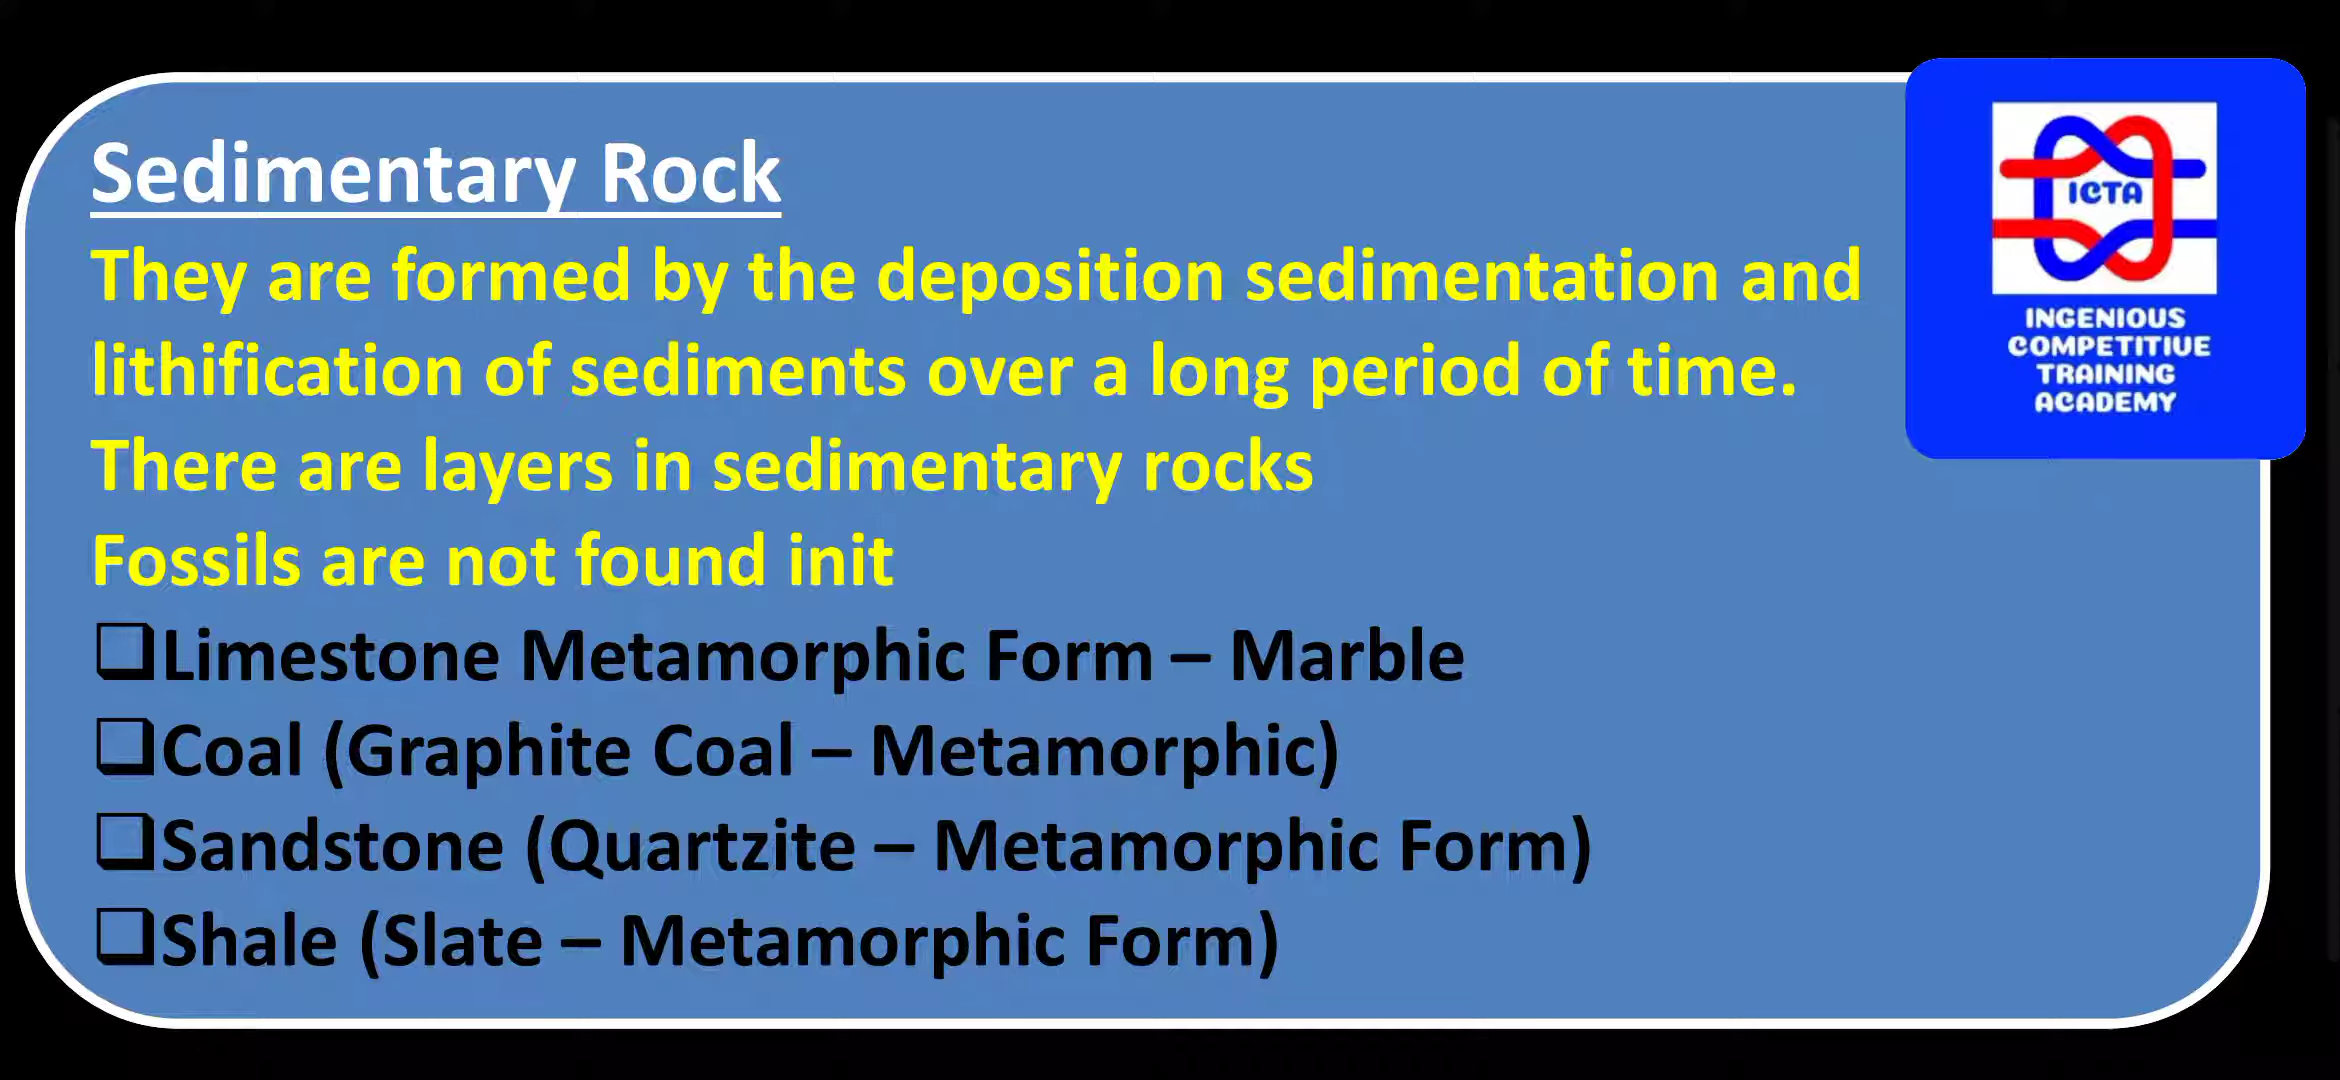 Sedimentary Rock
They are formed by the deposition sedimentation and
lithification of sediments over a long period of time.
There are layers in sedimentary rocks
Fossils are not found init
❑Limestone Metamorphic Form – Marble
❑Coal (Graphite Coal – Metamorphic)
❑Sandstone (Quartzite – Metamorphic Form)
❑Shale (Slate – Metamorphic Form)
ICTA
INGENIOUS
COMPETITIVE
TRAINING
ACADEMY